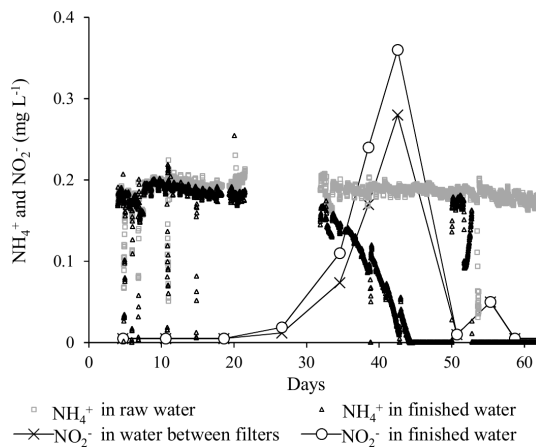 0.4
0.3
0.2
0.1
0
NH₄⁺ and NO₂⁻ (mg L⁻¹)
0 10 20 30 40 50 60
Days
NH₄⁺ in raw water NH₄⁺ in finished water
NO₂⁻ in water between filters NO₂⁻ in finished water